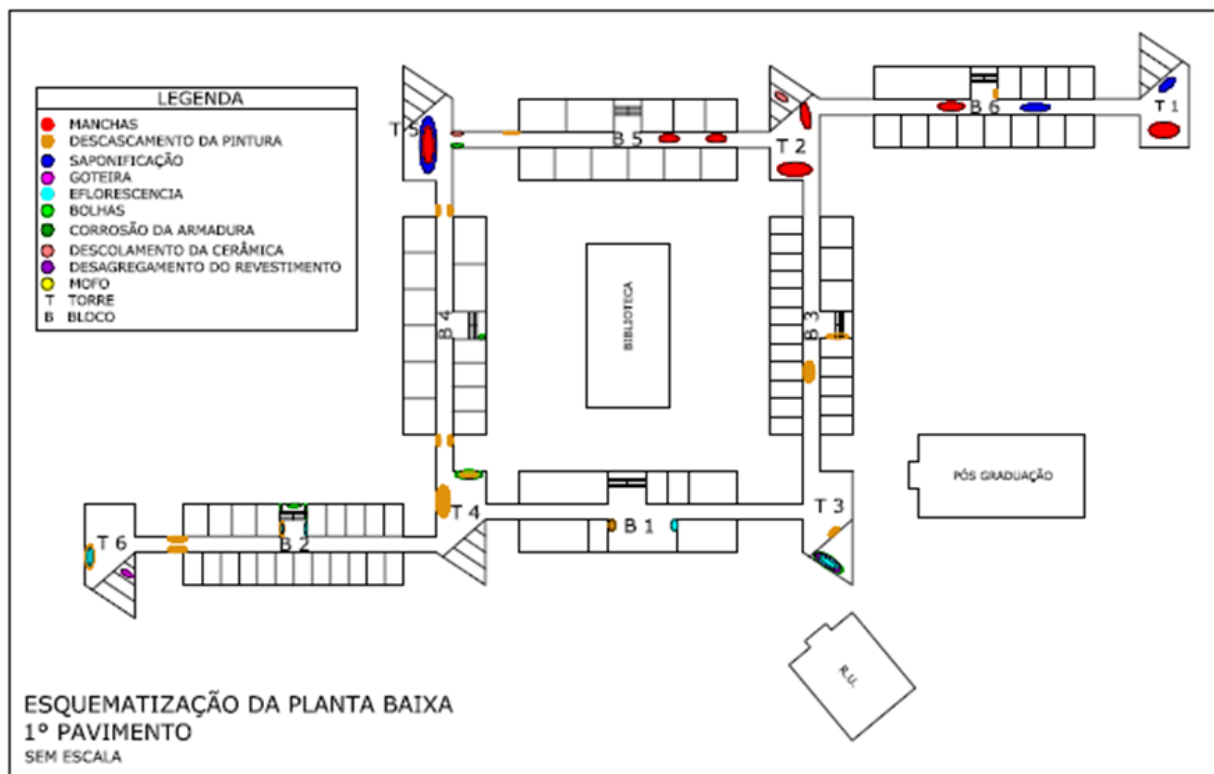 LEGENDA
MANCHAS
DESCASCAMENTO DA PINTURA
SAPONIFICAÇÃO
GOTEIRA
EFLORESCENCIA
BOLHAS
CORROSÃO DA ARMADURA
DESCOLAMENTO DA CERÂMICA
DESAGREGAMENTO DO REVESTIMENTO
MOFO
T TORRE
B BLOCO
T 5
B 5
T 2
B 6
T 1
B 4
BIBLIOTECA
B 3
PÓS GRADUAÇÃO
T 6
B 2
T 4
B 1
T 3
R.U.
ESQUEMATIZAÇÃO DA PLANTA BAIXA
1º PAVIMENTO
SEM ESCALA